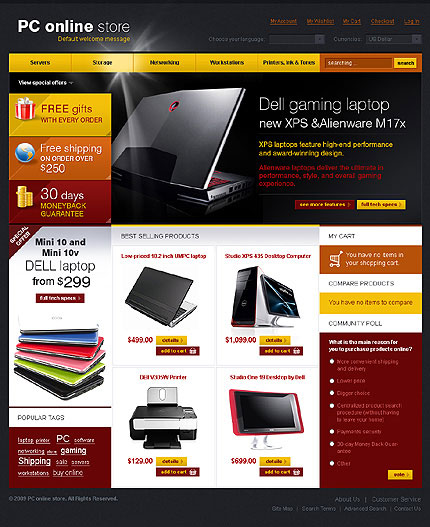 PC online store
Default welcome message
My Account
My Wishlist
My Cart
Checkout
Log In
Choose your language:
Currencies:
US Dollar
Servers
Storage
Networking
Workstations
Printers, Ink & Tones
searching...
search
View special offers
FREE gifts
WITH EVERY ORDER
Free shipping
ON ORDER OVER
$250
30 days
MONEYBACK
GUARANTEE
Dell gaming laptop
new XPS &Alienware M17x
XPS laptops feature high-end performance
and award-winning design.
Alienware laptops deliver the ultimate in
performance, style, and overall gaming
experience.
see more features
full tech specs
SPECIAL
OFFER
Mini 10 and
Mini 10v
DELL laptop
from $299
full tech specs
POPULAR TAGS
laptop printer PC software
networking store gaming
Shipping sale servers
workstations buy online
BEST SELLING PRODUCTS
Low-priced 10.2 inch UMPC laptop
$499.00
details
add to cart
Studio XPS 435 Desktop Computer
$1,099.00
details
add to cart
DELL V305W Printer
$129.00
details
add to cart
Studio One 19 Desktop by Dell
$699.00
details
add to cart
MY CART
You have no items in
your shopping cart.
COMPARE PRODUCTS
You have no items to compare
COMMUNITY POLL
What is the main reason for
you to purchase products online?
More convenient shipping
and delivery
Lower price
Bigger choice
Centralized product search
procedure (without having
to leave your home)
Payments security
30-day Money Back Guarantee
Other
vote
© 2009 PC online store. All Rights Reserved.
About Us | Customer Service
Site Map | Search Terms | Advanced Search | Contact Us